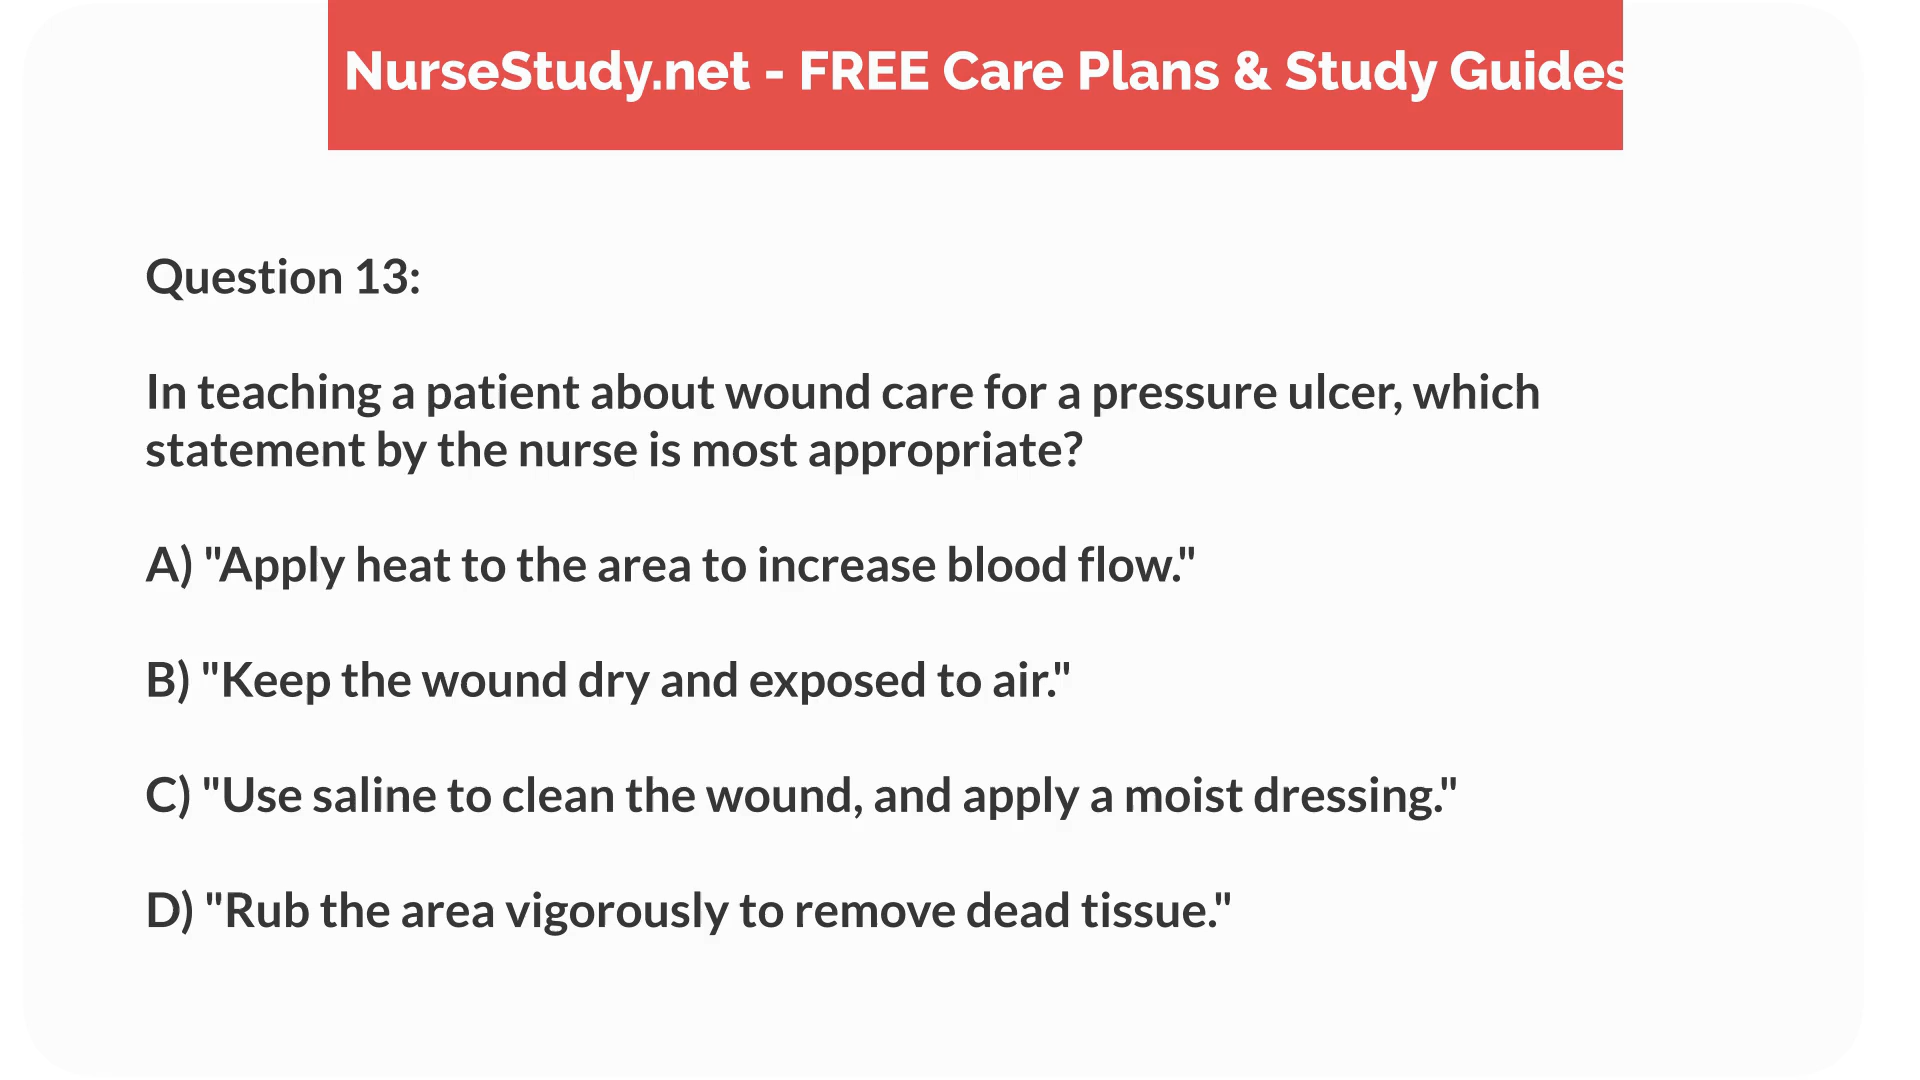 NurseStudy.net - FREE Care Plans & Study Guides
Question 13:
In teaching a patient about wound care for a pressure ulcer, which
statement by the nurse is most appropriate?
A) "Apply heat to the area to increase blood flow."
B) "Keep the wound dry and exposed to air."
C) "Use saline to clean the wound, and apply a moist dressing."
D) "Rub the area vigorously to remove dead tissue."